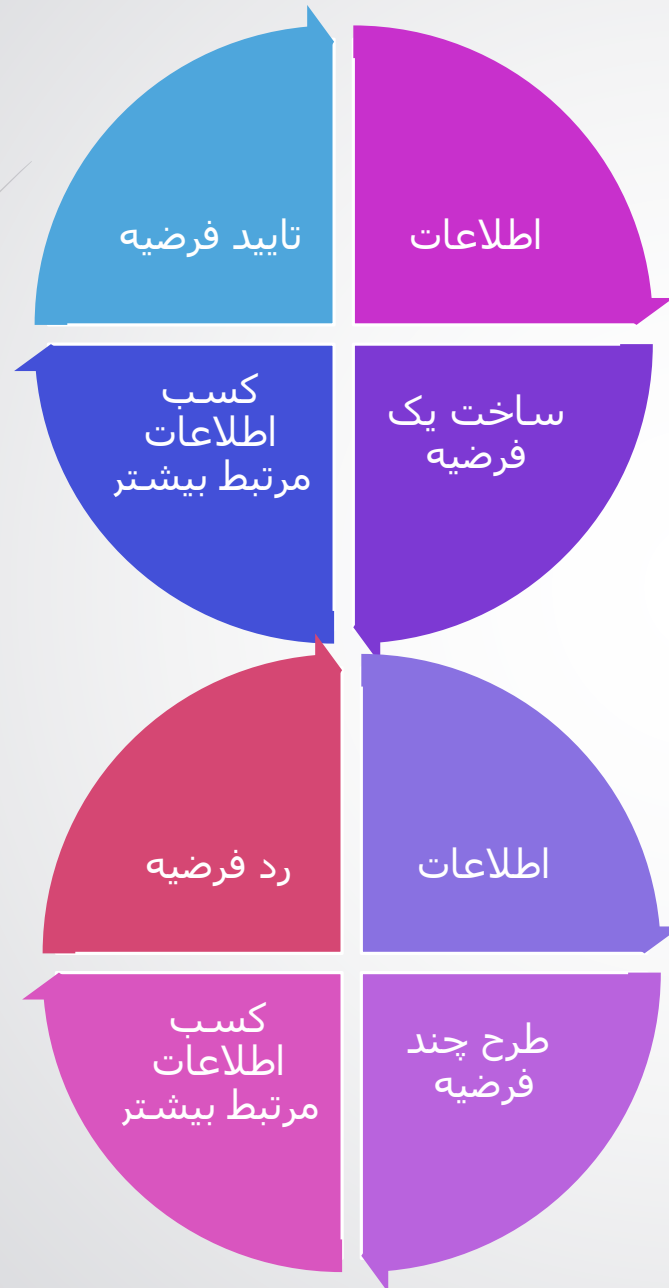 اطلاعات
تایید فرضیه
ساخت یک
فرضیه
کسب
اطلاعات
مرتبط بیشتر
اطلاعات
رد فرضیه
طرح چند
فرضیه
کسب
اطلاعات
مرتبط بیشتر